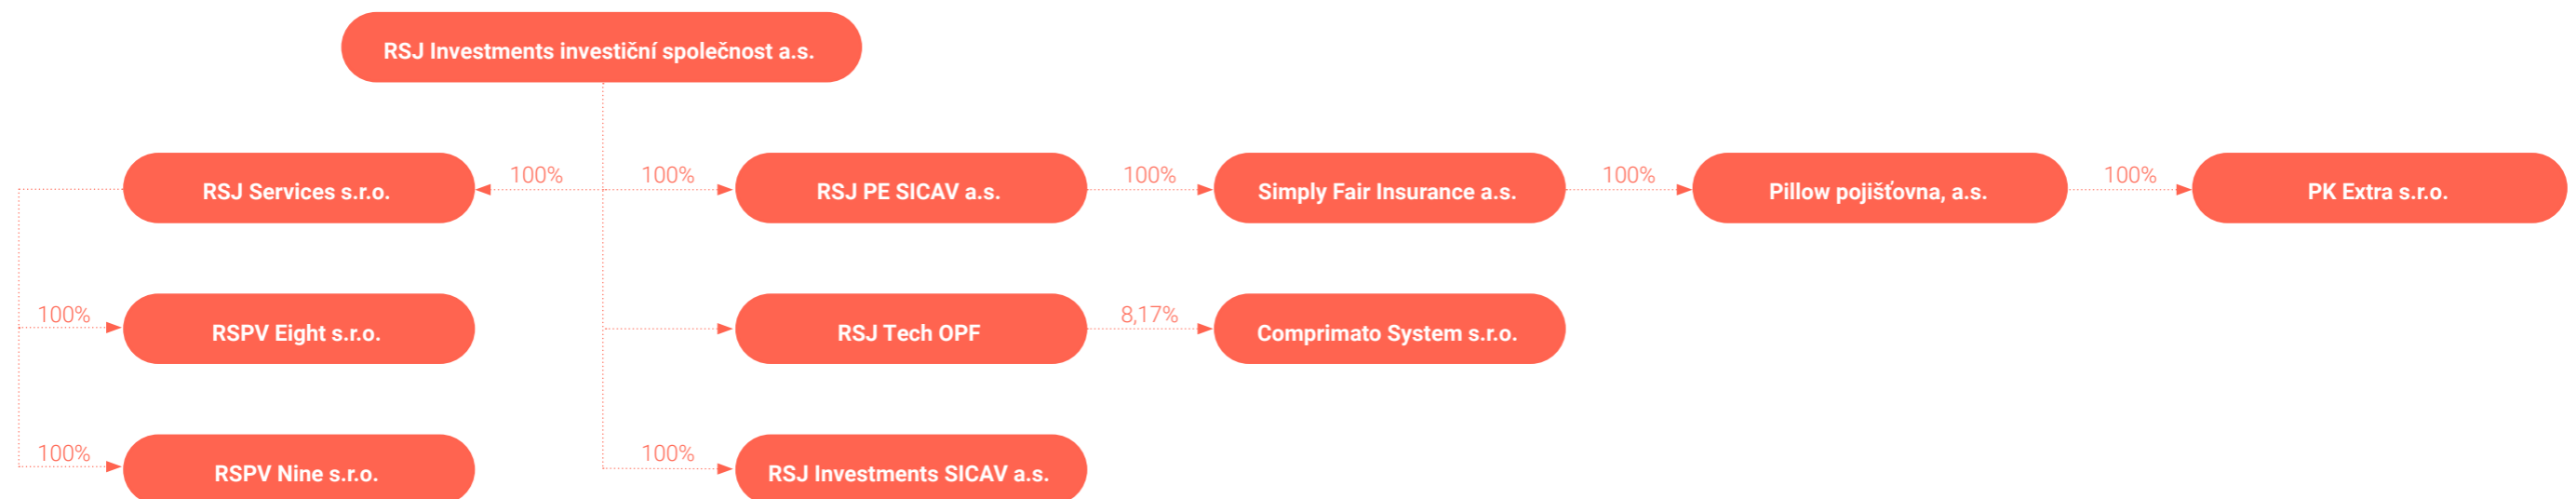 RSJ Investments investiční společnost a.s.
RSJ Services s.r.o.
100%
100%
RSJ PE SICAV a.s.
100%
Simply Fair Insurance a.s.
100%
Pillow pojišťovna, a.s.
100%
PK Extra s.r.o.
100%
RSPV Eight s.r.o.
RSJ Tech OPF
8,17%
Comprimato System s.r.o.
100%
RSPV Nine s.r.o.
100%
RSJ Investments SICAV a.s.